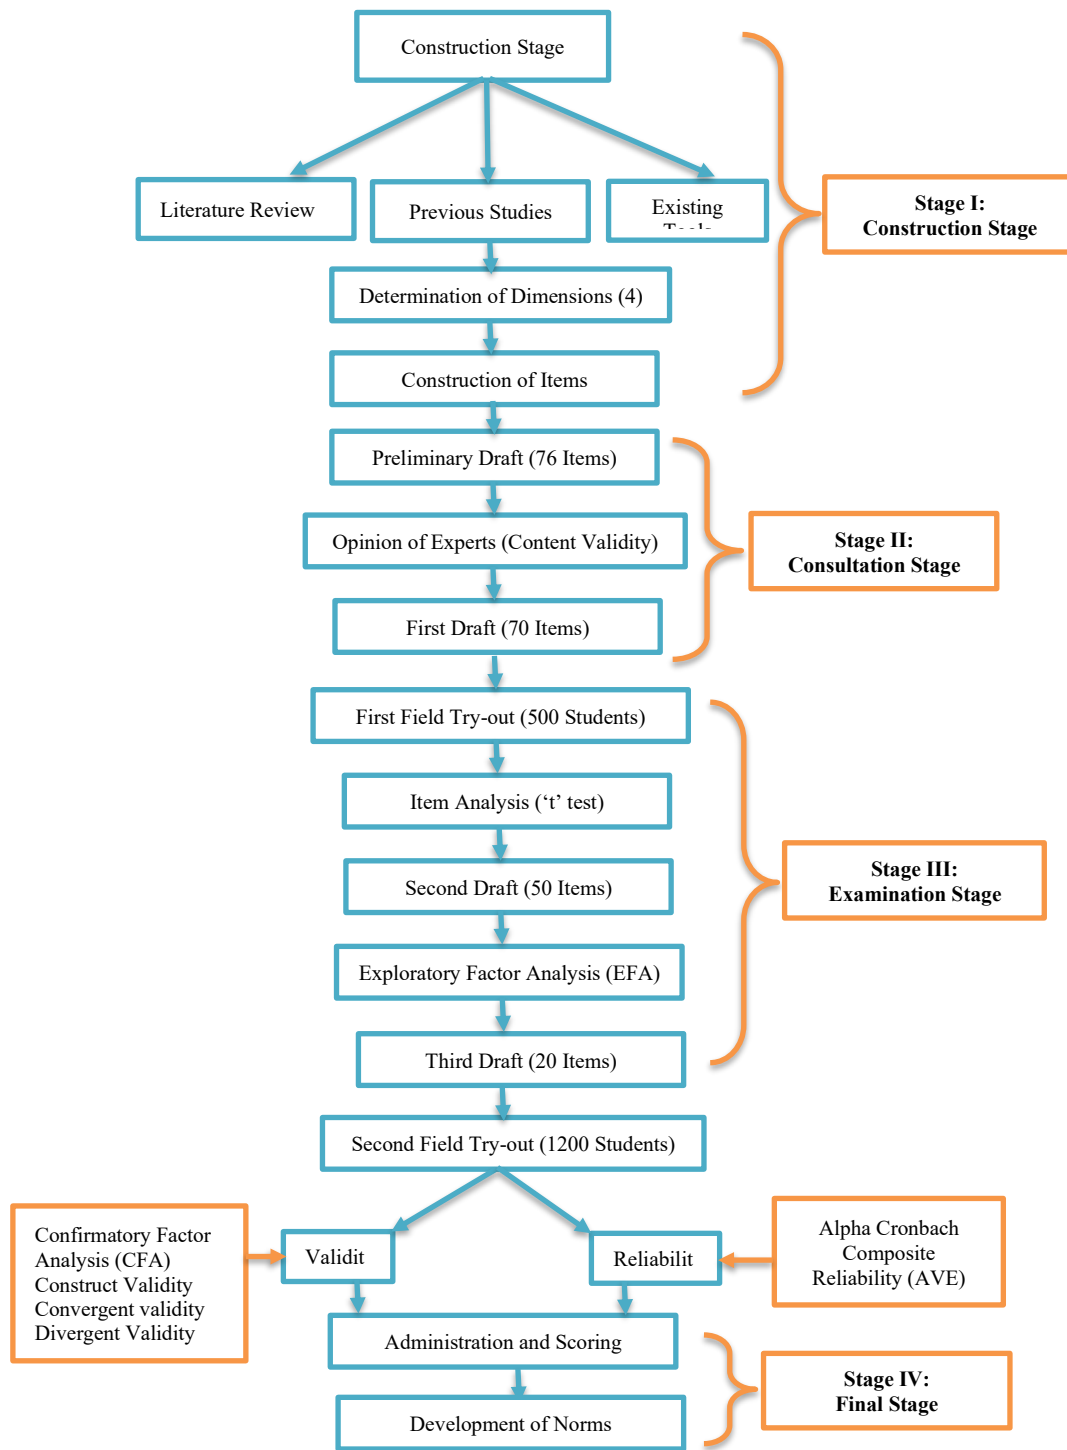 Construction Stage
Literature Review
Previous Studies
Existing
Tools
Stage I:
Construction Stage
Determination of Dimensions (4)
Construction of Items
Preliminary Draft (76 Items)
Opinion of Experts (Content Validity)
First Draft (70 Items)
Stage II:
Consultation Stage
First Field Try-out (500 Students)
Item Analysis (‘t’ test)
Second Draft (50 Items)
Exploratory Factor Analysis (EFA)
Third Draft (20 Items)
Stage III:
Examination Stage
Second Field Try-out (1200 Students)
Confirmatory Factor
Analysis (CFA)
Construct Validity
Convergent validity
Divergent Validity
Validit
Reliabilit
Alpha Cronbach
Composite
Reliability (AVE)
Administration and Scoring
Development of Norms
Stage IV:
Final Stage